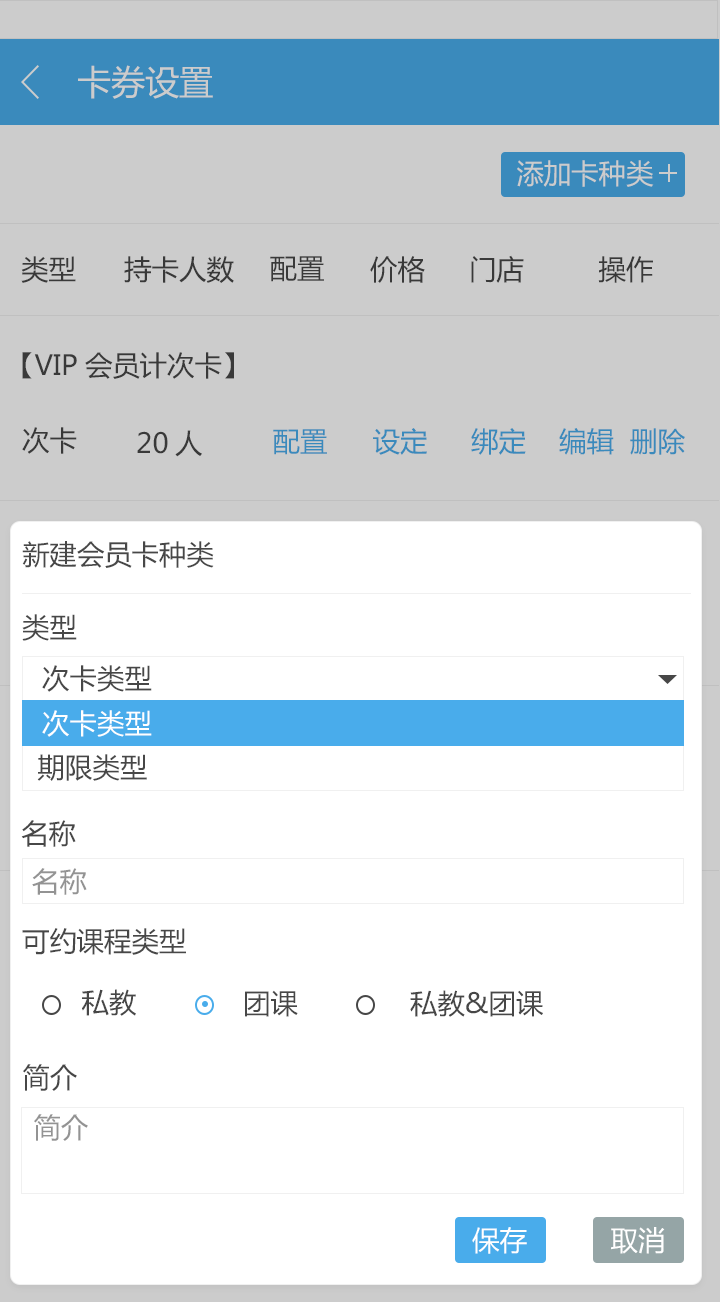 卡券设置
添加卡种类+
类型 持卡人数 配置 价格 门店 操作
【VIP 会员计次卡】
次卡 20 人 配置 设定 绑定 编辑 删除
新建会员卡种类
类型
次卡类型
次卡类型
期限类型
名称
名称
可约课程类型
私教 团课 私教&团课
简介
简介
保存 取消